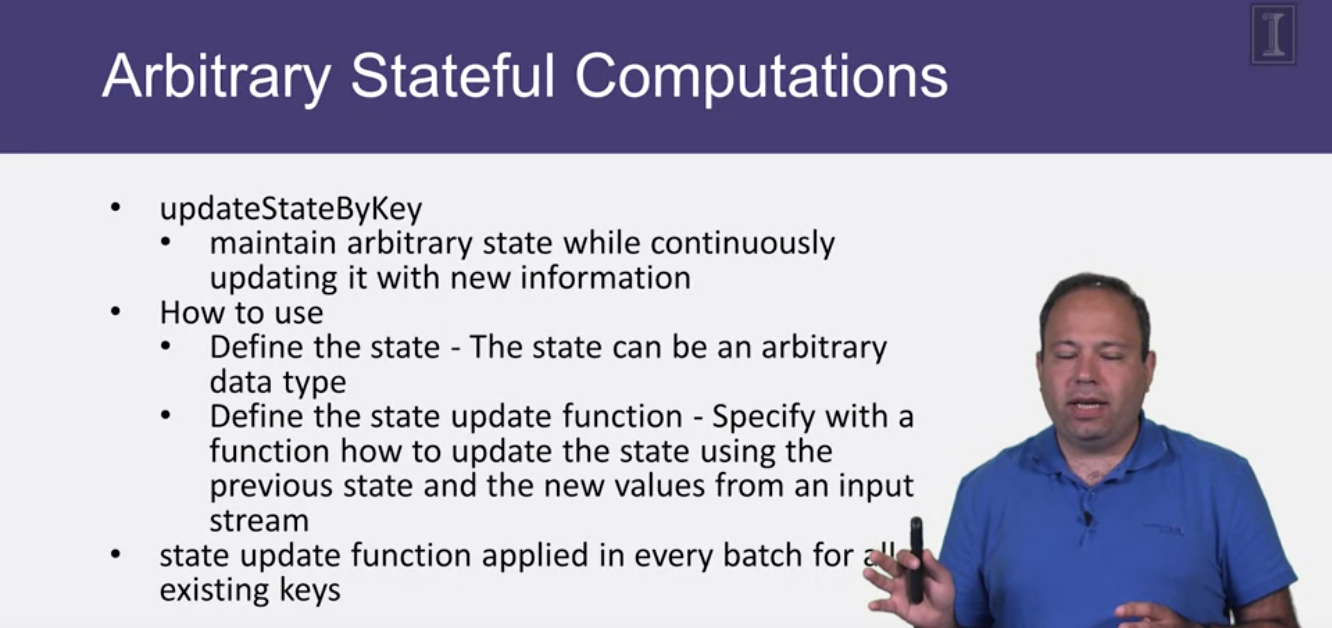 Arbitrary Stateful Computations
• updateStateByKey
• maintain arbitrary state while continuously
updating it with new information
• How to use
• Define the state - The state can be an arbitrary
data type
• Define the state update function - Specify with a
function how to update the state using the
previous state and the new values from an input
stream
• state update function applied in every batch for all
existing keys